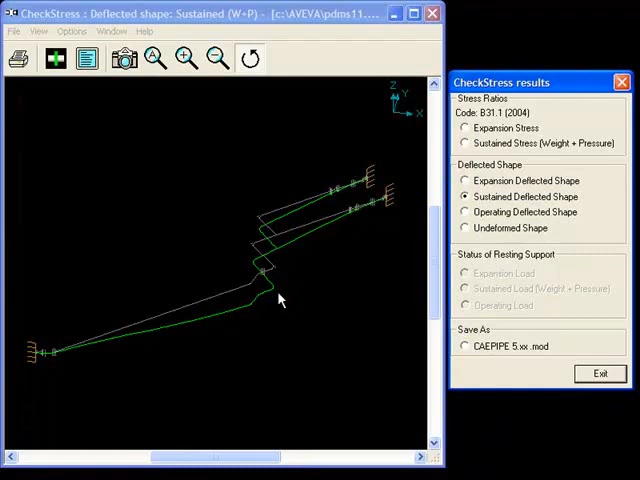 CheckStress : Deflected shape: Sustained (W+P) - [c:\AVEVA\pdms11....
File View Options Window Help
A
Z
Y
X
CheckStress results
Stress Ratios
Code: B31.1 (2004)
Expansion Stress
Sustained Stress (Weight + Pressure)
Deflected Shape
Expansion Deflected Shape
Sustained Deflected Shape
Operating Deflected Shape
Undeformed Shape
Status of Resting Support
Expansion Load
Sustained Load (Weight + Pressure)
Operating Load
Save As
CAEPIPE 5.xx .mod
Exit